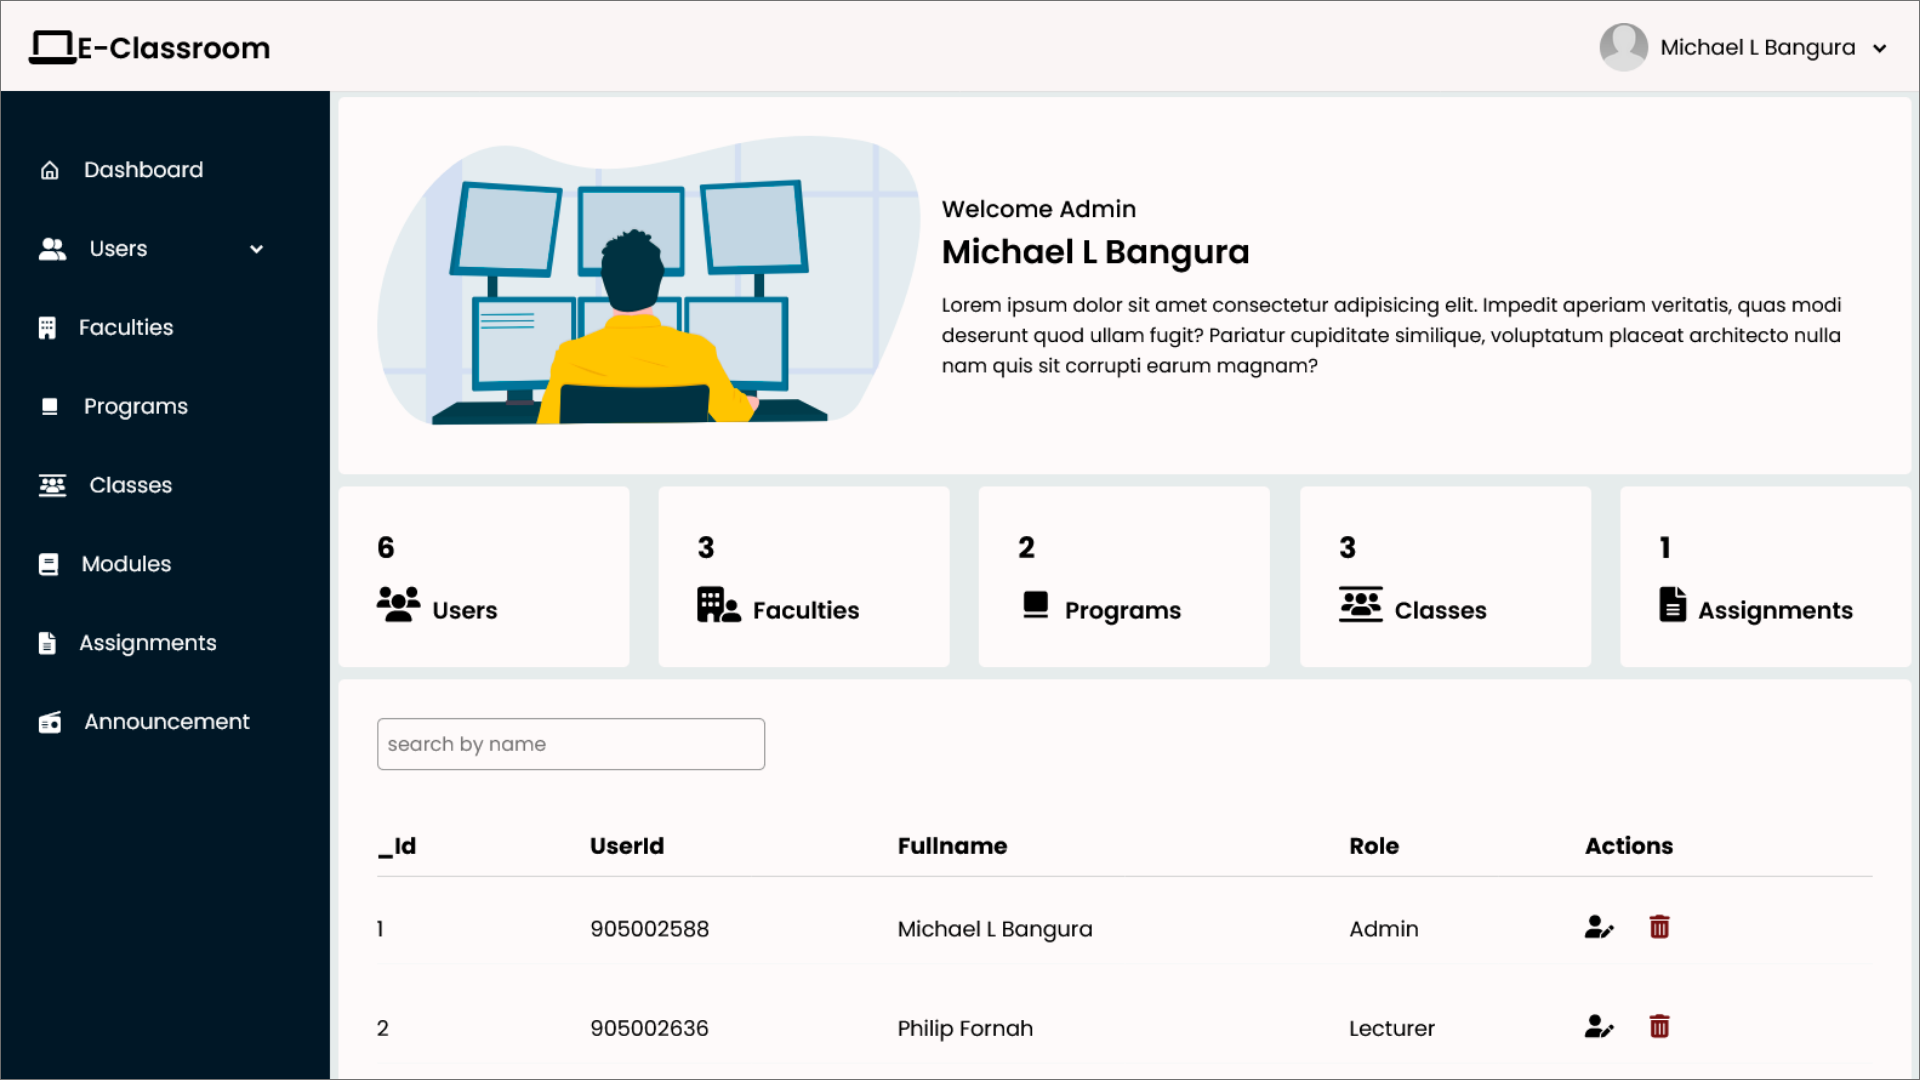 E-Classroom
Michael L Bangura
Dashboard
Users
Faculties
Programs
Classes
Modules
Assignments
Announcement
Welcome Admin
Michael L Bangura
Lorem ipsum dolor sit amet consectetur adipisicing elit. Impedit aperiam veritatis, quas modi
deserunt quod ullam fugit? Pariatur cupiditate similique, voluptatum placeat architecto nulla
nam quis sit corrupti earum magnam?
6
Users
3
Faculties
2
Programs
3
Classes
1
Assignments
search by name
_Id UserId Fullname Role Actions
1 905002588 Michael L Bangura Admin
2 905002636 Philip Fornah Lecturer